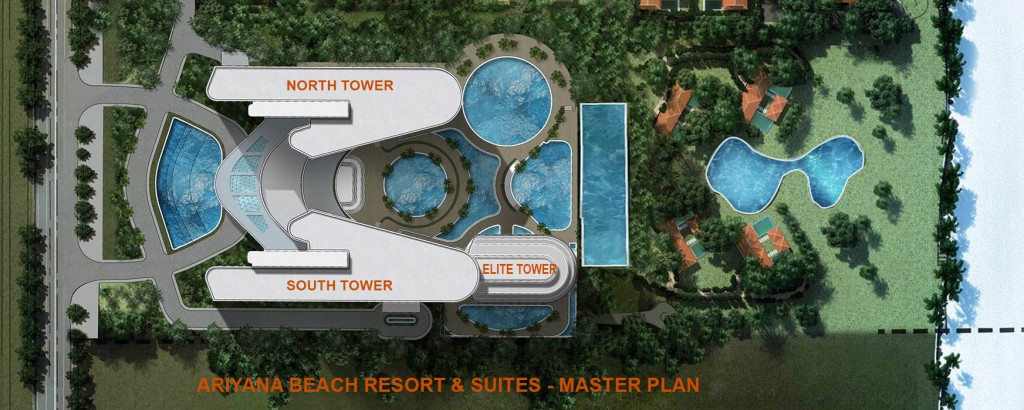 NORTH TOWER
ELITE TOWER
SOUTH TOWER
ARIYANA BEACH RESORT & SUITES - MASTER PLAN